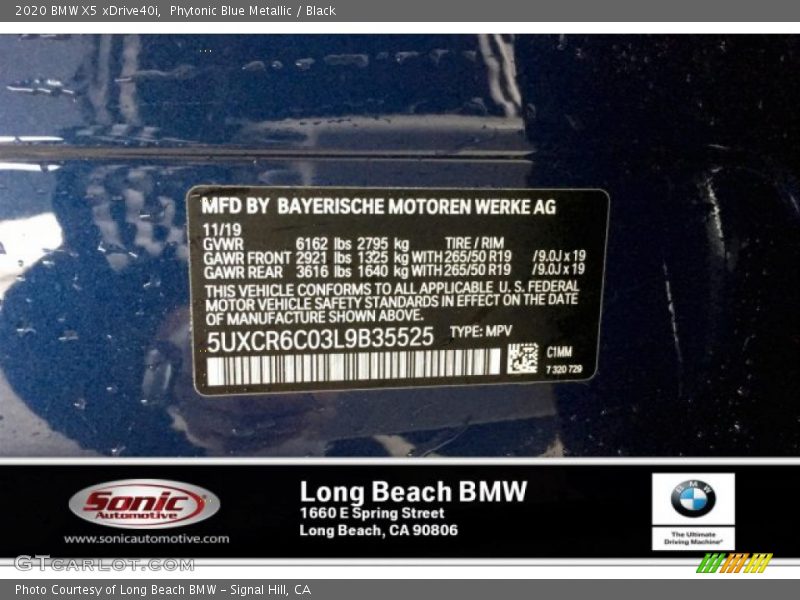 2020 BMW X5 xDrive40i,  Phytonic Blue Metallic / Black
MFD BY BAYERISCHE MOTOREN WERKE AG
11/19
GVWR 6162 lbs 2795 kg TIRE / RIM
GAWR FRONT 2921 lbs 1325 kg WITH 265/50 R19 /9.0J x 19
GAWR REAR 3616 lbs 1640 kg WITH 265/50 R19 /9.0J x 19
THIS VEHICLE CONFORMS TO ALL APPLICABLE U.S. FEDERAL
MOTOR VEHICLE SAFETY STANDARDS IN EFFECT ON THE DATE
OF MANUFACTURE SHOWN ABOVE.
5UXCR6C03L9B35525 TYPE: MPV
C1MM
7 320 729
Sonic
Automotive
www.sonicautomotive.com
Long Beach BMW
1660 E Spring Street
Long Beach, CA 90806
BMW
The Ultimate
Driving Machine®
GTcarlot.com
Photo Courtesy of Long Beach BMW - Signal Hill, CA